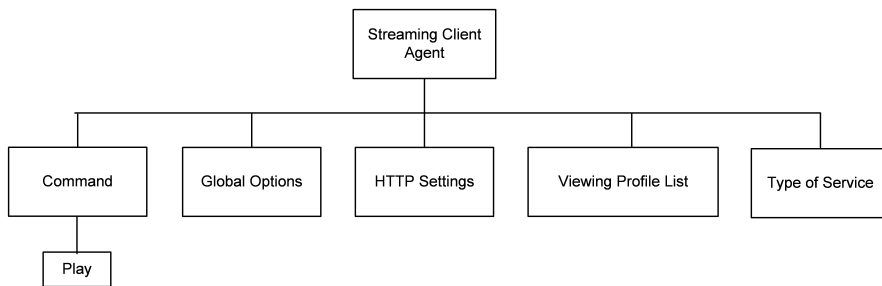 Streaming Client
Agent
Command
Global Options
HTTP Settings
Viewing Profile List
Type of Service
Play